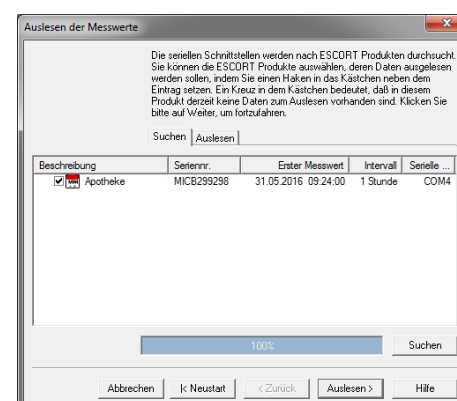 Auslesen der Messwerte
Die seriellen Schnittstellen werden nach ESCORT Produkten durchsucht.
Sie können die ESCORT Produkte auswählen, deren Daten ausgelesen
werden sollen, indem Sie einen Haken in das Kästchen neben dem
Eintrag setzen. Ein Kreuz in dem Kästchen bedeutet, daß in diesem
Produkt derzeit keine Daten zum Auslesen vorhanden sind. Klicken Sie
bitte auf Weiter, um fortzufahren.
Suchen Auslesen
Beschreibung Seriennr. Erster Messwert Intervall Serielle ...
Apotheke MICB299298 31.05.2016 09:24:00 1 Stunde COM4
100% Suchen
Abbrechen |< Neustart < Zurück Auslesen > Hilfe